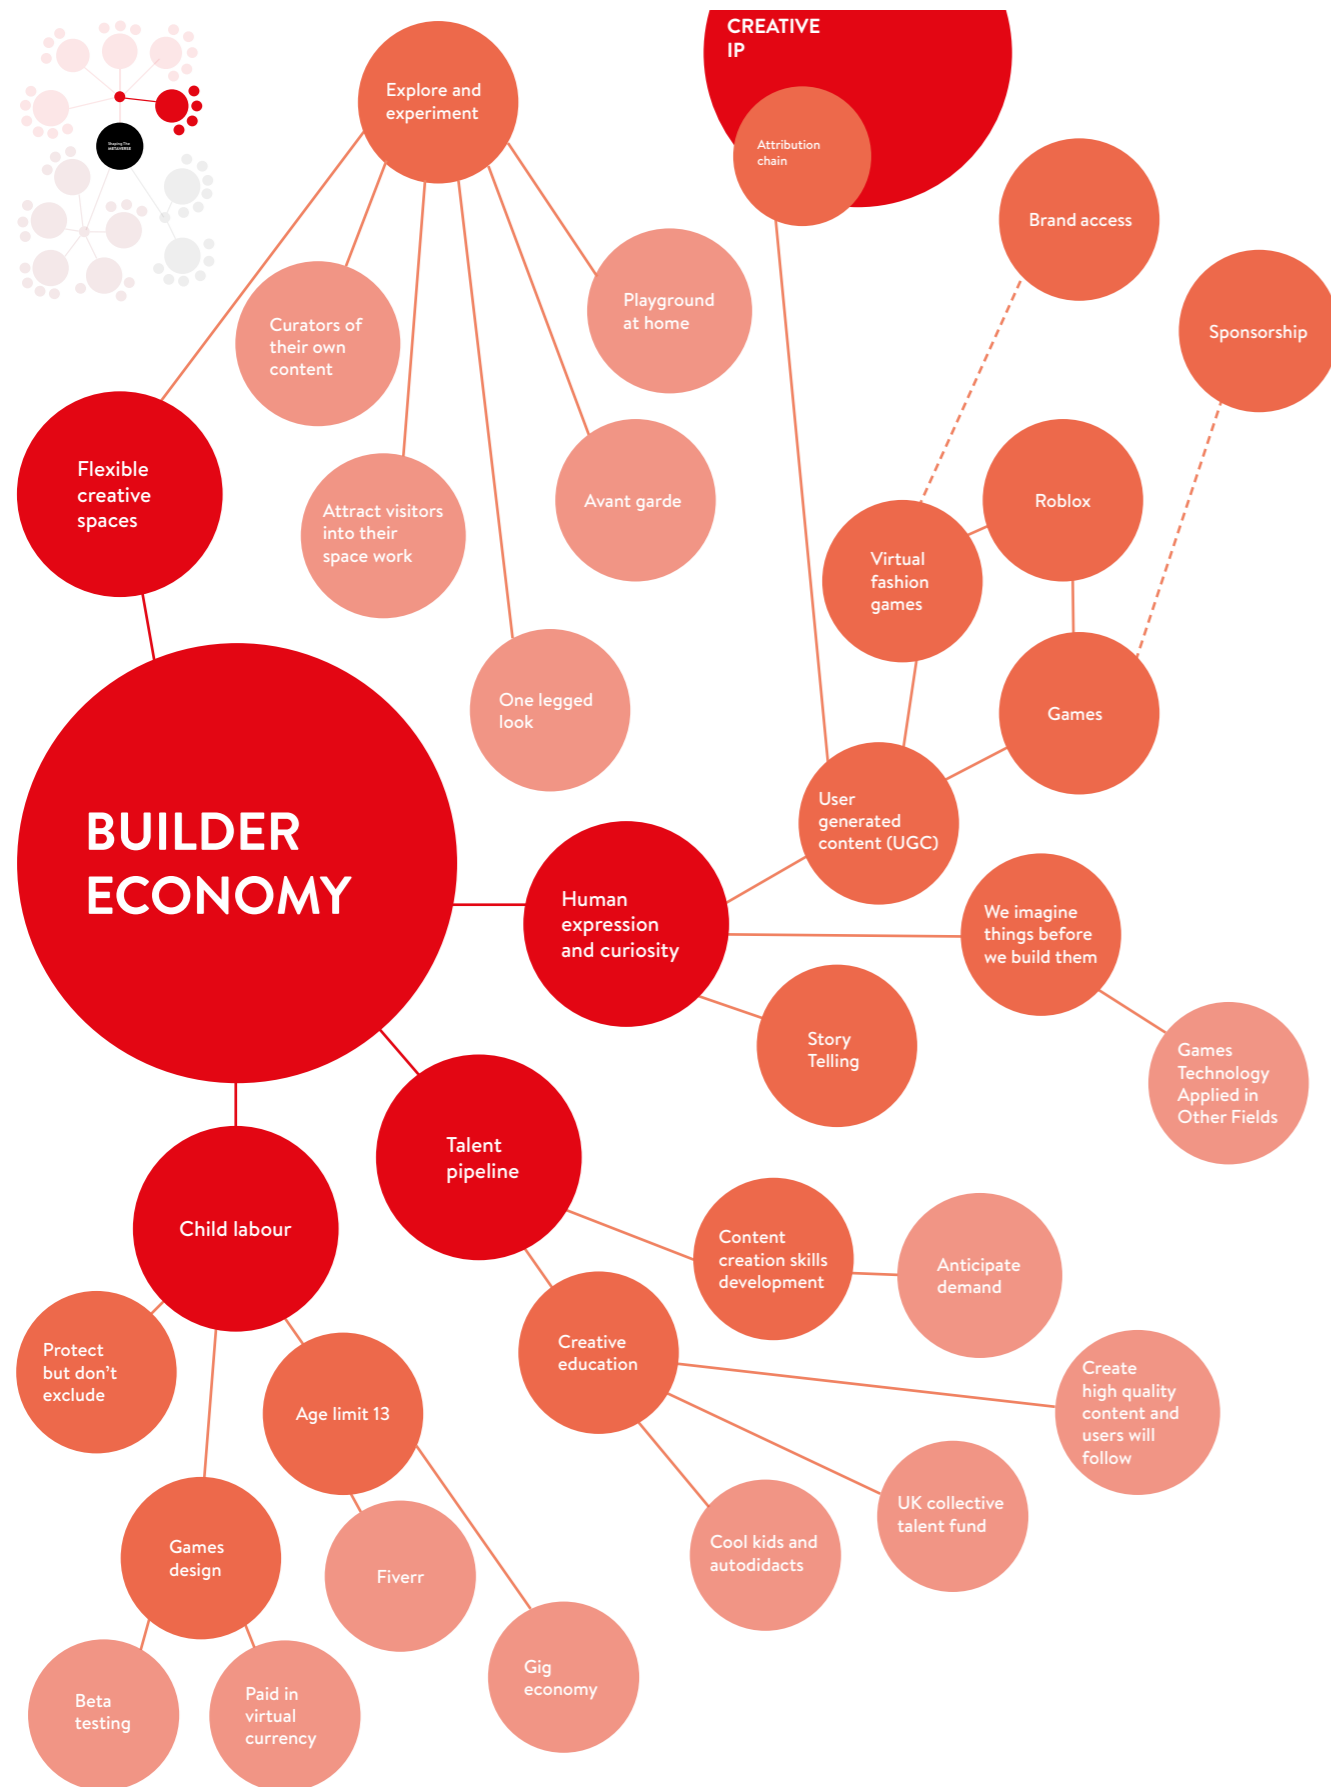 CREATIVE
IP
Explore and
experiment
Attribution
chain
Shaping The
METAVERSE
Brand access
Playground
at home
Sponsorship
Curators of
their own
content
Flexible
creative
spaces
Attract visitors
into their
space work
Avant garde
Roblox
Virtual
fashion
games
One legged
look
Games
BUILDER
ECONOMY
User
generated
content (UGC)
Human
expression
and curiosity
We imagine
things before
we build them
Story
Telling
Games
Technology
Applied in
Other Fields
Talent
pipeline
Child labour
Content
creation skills
development
Anticipate
demand
Protect
but don't
exclude
Age limit 13
Creative
education
Create
high quality
content and
users will
follow
UK collective
talent fund
Cool kids and
autodidacts
Games
design
Fiverr
Gig
economy
Beta
testing
Paid in
virtual
currency